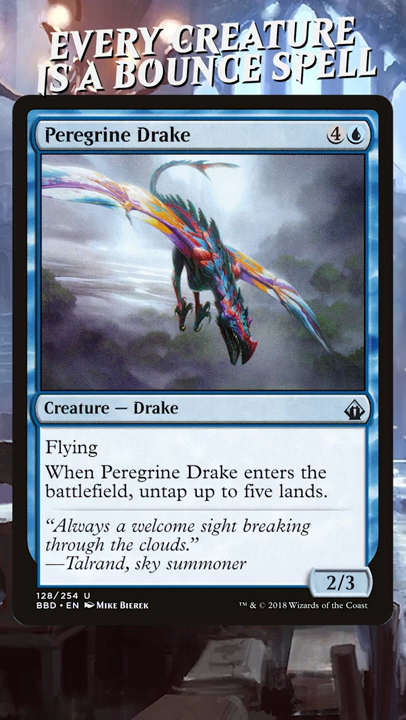 EVERY CREATURE
IS A BOUNCE SPELL
Peregrine Drake 4
Creature — Drake
Flying
When Peregrine Drake enters the
battlefield, untap up to five lands.
“Always a welcome sight breaking
through the clouds.”
—Talrand, sky summoner
2/3
128/254 U
BBD • EN Mike Bierek
™ & © 2018 Wizards of the Coast